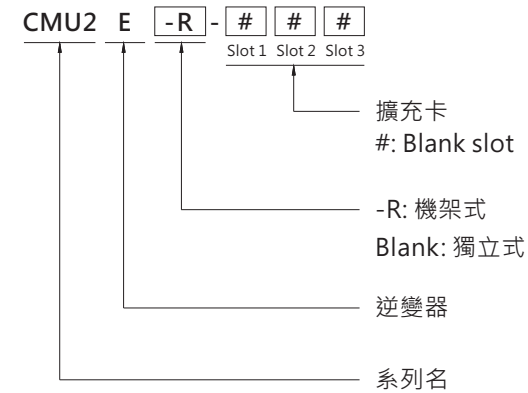 CMU2 E -R - # # #
Slot 1 Slot 2 Slot 3
擴充卡
#: Blank slot
-R: 機架式
Blank: 獨立式
逆變器
系列名